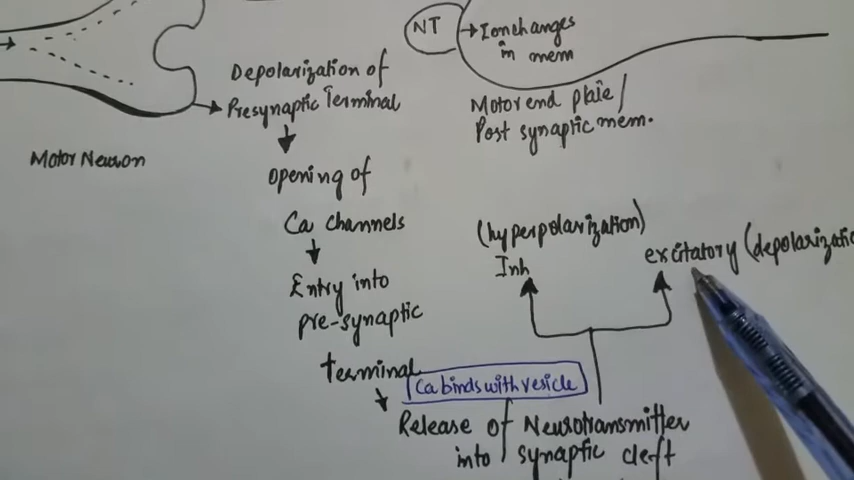 NT
Ion changes
in mem
Depolarization of
Presynaptic Terminal
Motor end plate/
Post synaptic mem.
Motor Neuron
Opening of
Ca channels
(hyperpolarization)
Inh
excitatory (depolarizatio
Entry into
pre-synaptic
terminal
Ca binds with vesicle
Release of Neurotransmitter
into synaptic cleft